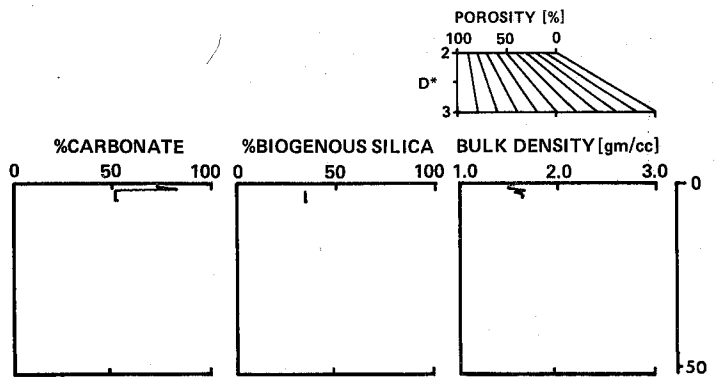 POROSITY [%]
100 50 0
2
D*
3
%CARBONATE %BIOGENOUS SILICA BULK DENSITY [gm/cc]
0 50 100 0 50 100 1.0 2.0 3.0
0
50